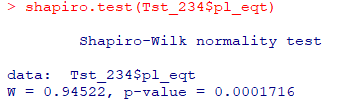 > shapiro.test(Tst_234$pl_eqt)
Shapiro-Wilk normality test
data:  Tst_234$pl_eqt
W = 0.94522, p-value = 0.0001716